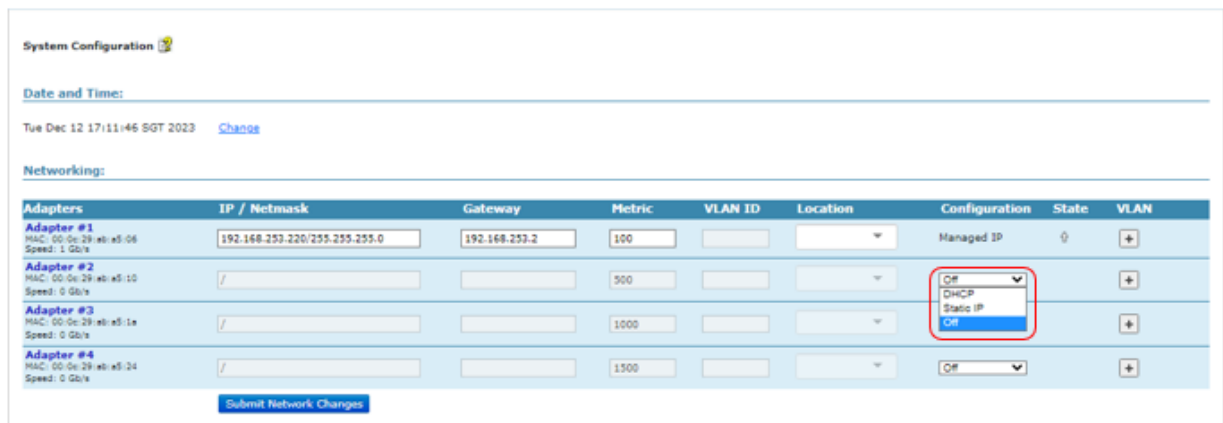 System Configuration
Date and Time:
Tue Dec 12 17:11:46 SGT 2023 Change
Networking:
Adapters IP / Netmask Gateway Metric VLAN ID Location Configuration State VLAN
Adapter #1
MAC: 00:0c:29:ab:a5:06
Speed: 1 Gb/s
192.168.253.220/255.255.255.0 192.168.253.2 100 Managed IP +
Adapter #2
MAC: 00:0c:29:ab:a5:10
Speed: 0 Gb/s
/ 500 Off +
DHCP
Static IP
Off
Adapter #3
MAC: 00:0c:29:ab:a5:1a
Speed: 0 Gb/s
/ 1000 +
Adapter #4
MAC: 00:0c:29:ab:a5:24
Speed: 0 Gb/s
/ 1500 Off +
Submit Network Changes